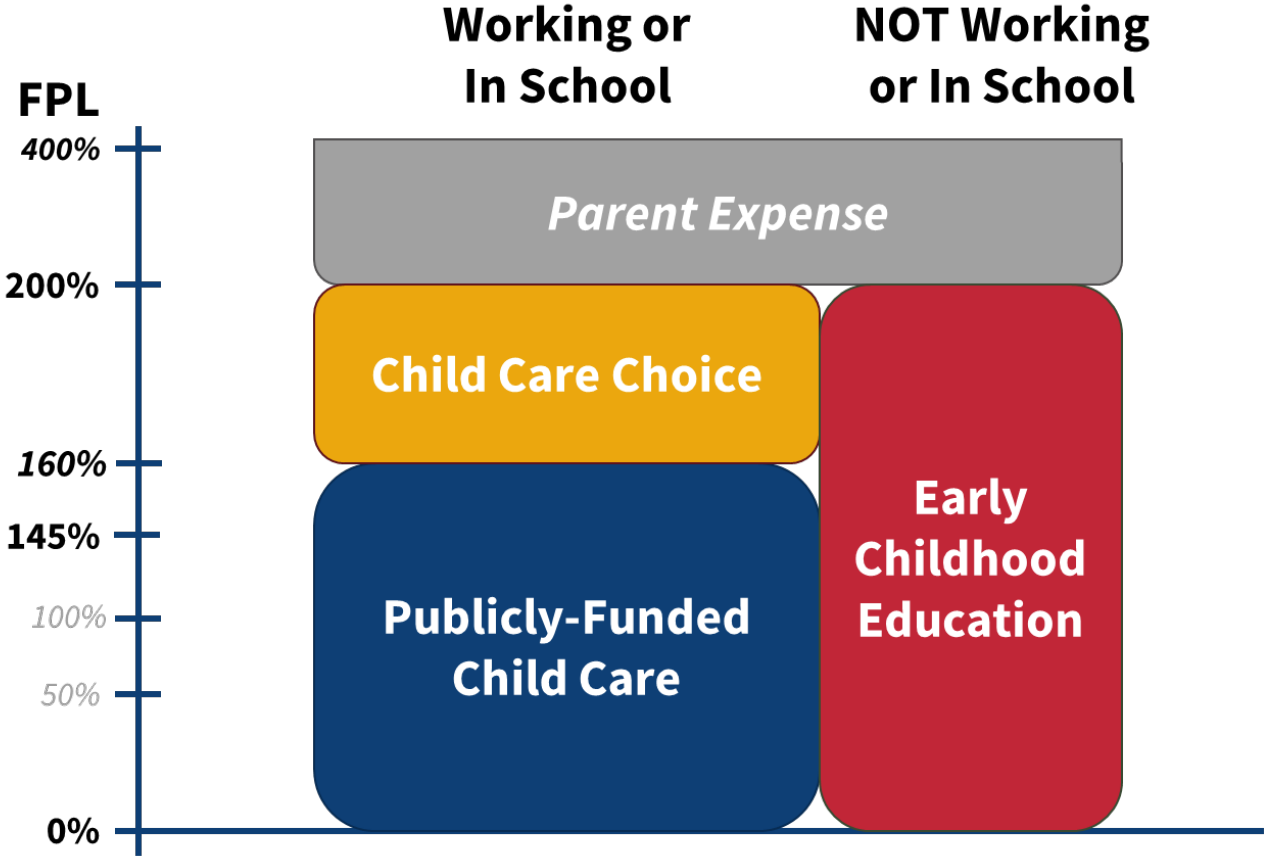 Working or
In School
NOT Working
or In School
FPL
400%
Parent Expense
200%
Child Care Choice
160%
145%
Early
Childhood
Education
100%
Publicly-Funded
Child Care
50%
0%